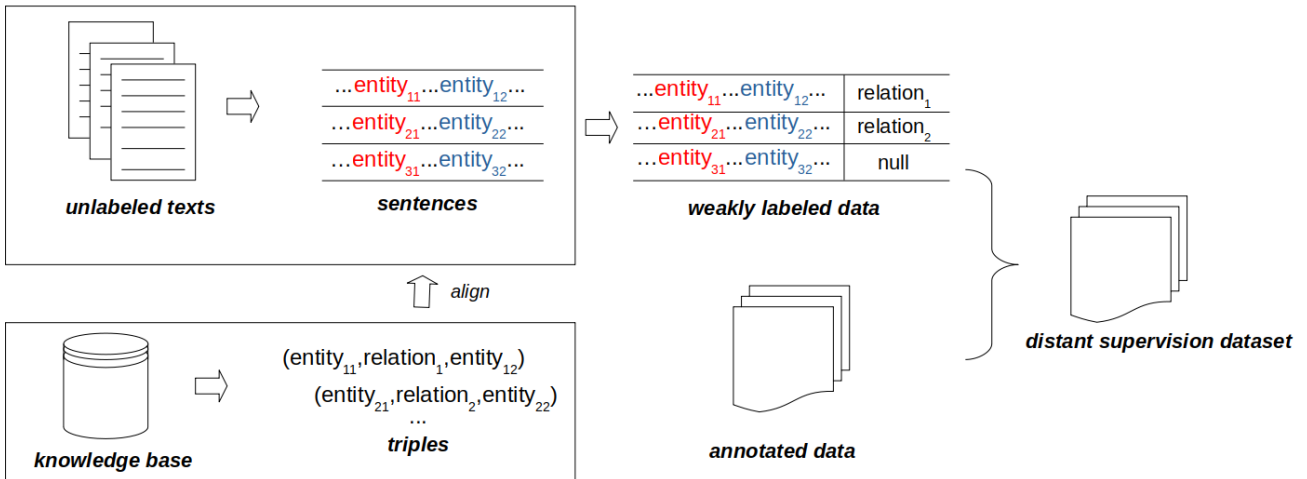 ...entity11...entity12...
...entity21...entity22...
...entity31...entity32...
unlabeled texts
sentences
...entity11...entity12... relation1
...entity21...entity22... relation2
...entity31...entity32... null
weakly labeled data
align
(entity11,relation1,entity12)
(entity21,relation2,entity22)
...
triples
knowledge base
annotated data
distant supervision dataset